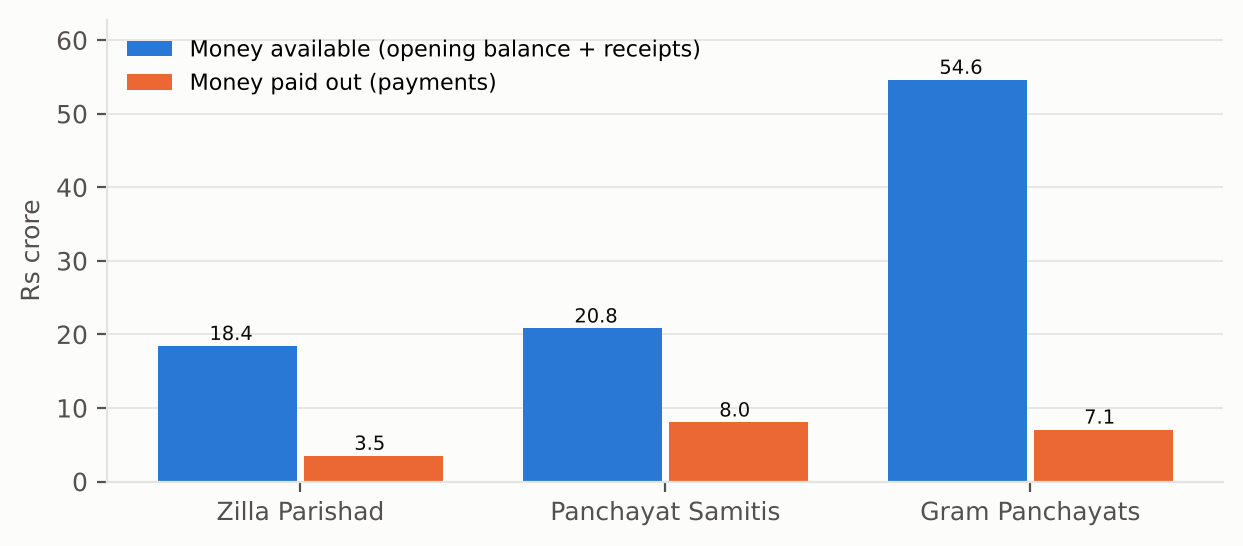 Money available (opening balance + receipts)
Money paid out (payments)
Rs crore
60
50
40
30
20
10
0
18.4
3.5
20.8
8.0
54.6
7.1
Zilla Parishad
Panchayat Samitis
Gram Panchayats